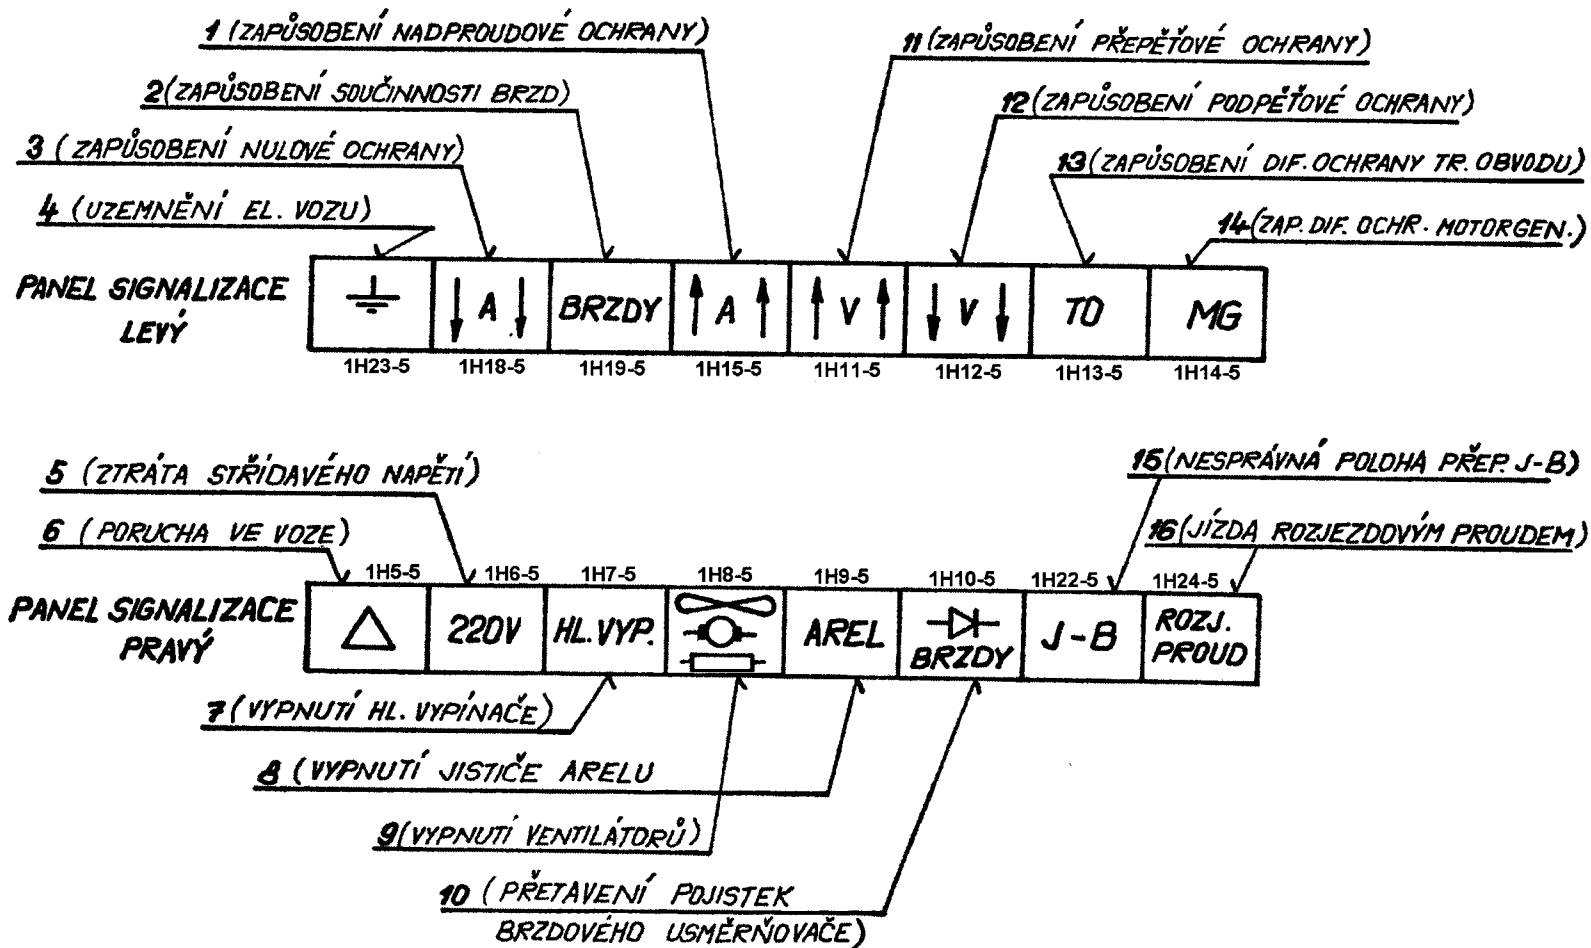 1 (ZAPŮSOBENÍ NADPROUDOVÉ OCHRANY)
11 (ZAPŮSOBENÍ PŘEPĚŤOVÉ OCHRANY)
2 (ZAPŮSOBENÍ SOUČINNOSTI BRZD)
12 (ZAPŮSOBENÍ PODPĚŤOVÉ OCHRANY)
3 (ZAPŮSOBENÍ NULOVÉ OCHRANY)
13 (ZAPŮSOBENÍ DIF. OCHRANY TR. OBVODU)
4 (UZEMNĚNÍ EL. VOZU)
14 (ZAP. DIF. OCHR. MOTORGEN.)
PANEL SIGNALIZACE
LEVÝ
↓ A ↓
BRZDY
↑ A ↑
↑ V ↑
↓ V ↓
TO
MG
1H23-5 1H18-5 1H19-5 1H15-5 1H11-5 1H12-5 1H13-5 1H14-5
5 (ZTRÁTA STŘÍDAVÉHO NAPĚTÍ)
15 (NESPRÁVNÁ POLOHA PŘEP. J-B)
6 (PORUCHA VE VOZE)
16 (JÍZDA ROZJEZDOVÝM PROUDEM)
1H5-5 1H6-5 1H7-5 1H8-5 1H9-5 1H10-5 1H22-5 1H24-5
PANEL SIGNALIZACE
PRAVÝ
220V
HL. VYP.
AREL
BRZDY
J-B
ROZJ.
PROUD
7 (VYPNUTÍ HL. VYPÍNAČE)
8 (VYPNUTÍ JISTIČE ARELU
9 (VYPNUTÍ VENTILÁTORŮ)
10 (PŘETAVENÍ POJISTEK
BRZDOVÉHO USMĚRŇOVAČE)